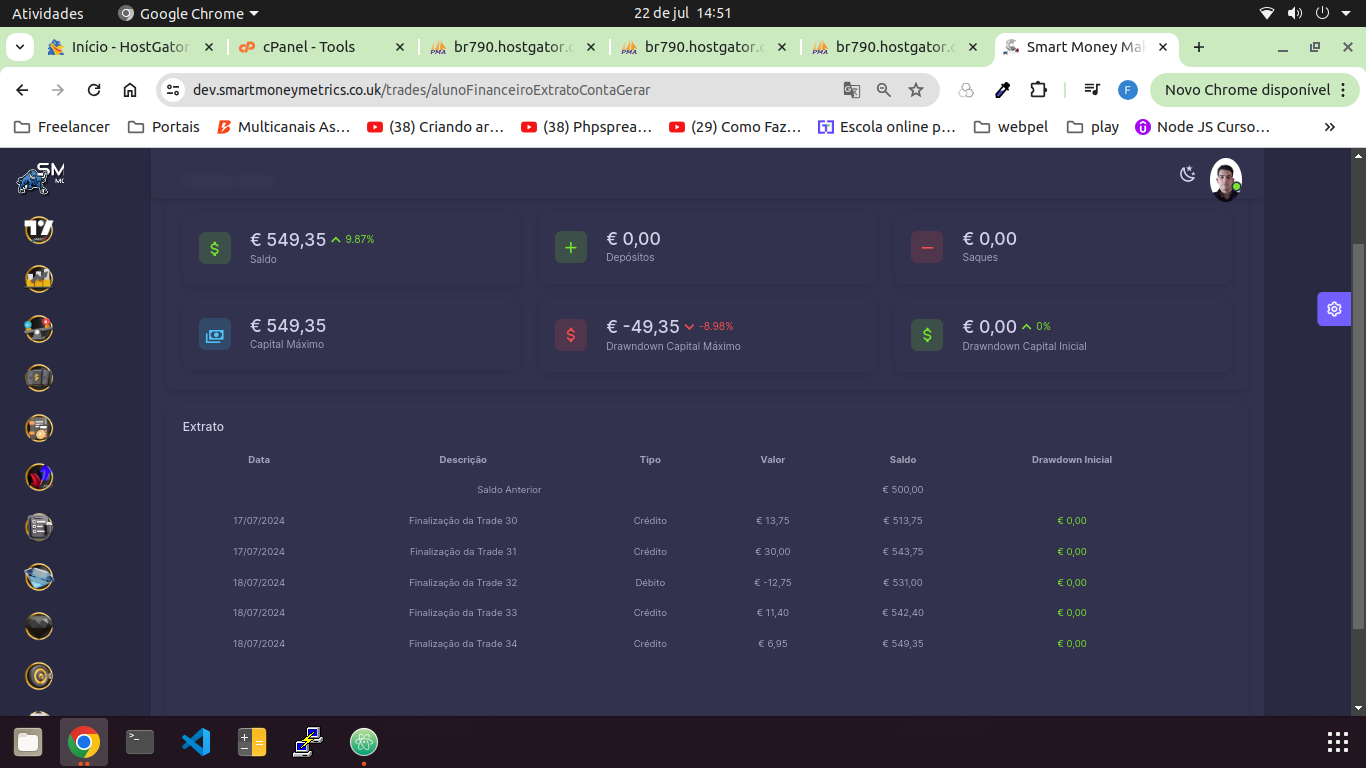 Atividades Google Chrome 22 de jul 14:51
Início - HostGator cPanel - Tools br790.hostgator.c br790.hostgator.c br790.hostgator.c Smart Money Mak
dev.smartmoneymetrics.co.uk/trades/alunoFinanceiroExtratoContaGerar F Novo Chrome disponível
Freelancer Portais Multicanais As… (38) Criando ar… (38) Phpsprea… (29) Como Faz… Escola online p… webpel play Node JS Curso… »
SM
€ 549,35 9.87% € 0,00 € 0,00
Saldo Depósitos Saques
€ 549,35 € -49,35 -8.98% € 0,00 0%
Capital Máximo Drawndown Capital Máximo Drawndown Capital Inicial
Extrato
Data Descrição Tipo Valor Saldo Drawdown Inicial
Saldo Anterior € 500,00
17/07/2024 Finalização da Trade 30 Crédito € 13,75 € 513,75 € 0,00
17/07/2024 Finalização da Trade 31 Crédito € 30,00 € 543,75 € 0,00
18/07/2024 Finalização da Trade 32 Débito € -12,75 € 531,00 € 0,00
18/07/2024 Finalização da Trade 33 Crédito € 11,40 € 542,40 € 0,00
18/07/2024 Finalização da Trade 34 Crédito € 6,95 € 549,35 € 0,00